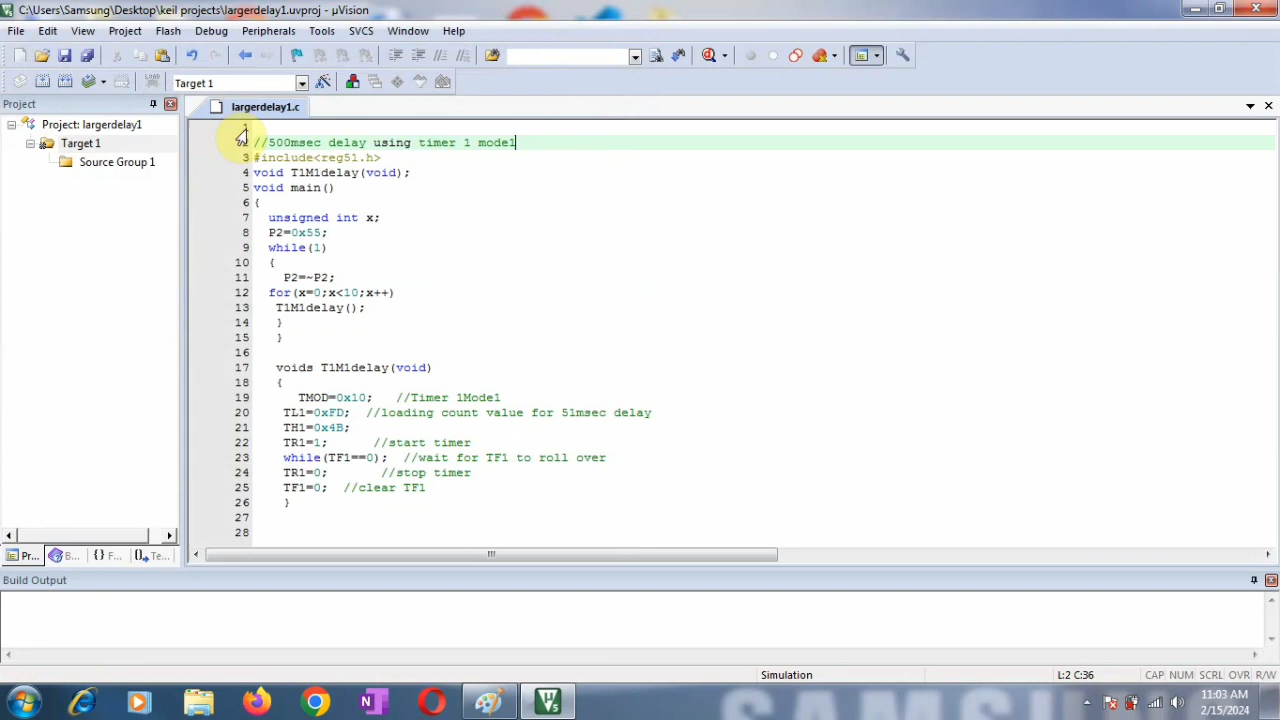 C:\Users\Samsung\Desktop\keil projects\largerdelay1.uvproj - µVision
File Edit View Project Flash Debug Peripherals Tools SVCS Window Help
Target 1
Project
largerdelay1.c
Project: largerdelay1
Target 1
Source Group 1
1
2 //500msec delay using timer 1 mode1
3 #include<reg51.h>
4 void T1M1delay(void);
5 void main()
6 {
7 unsigned int x;
8 P2=0x55;
9 while(1)
10 {
11 P2=~P2;
12 for(x=0;x<10;x++)
13 T1M1delay();
14 }
15 }
16
17 voids T1M1delay(void)
18 {
19 TMOD=0x10; //Timer 1Mode1
20 TL1=0xFD; //loading count value for 51msec delay
21 TH1=0x4B;
22 TR1=1; //start timer
23 while(TF1==0); //wait for TF1 to roll over
24 TR1=0; //stop timer
25 TF1=0; //clear TF1
26 }
27
28
Pr... B... {} F... Te...
Build Output
Simulation L:2 C:36 CAP NUM SCRL OVR R/W
11:03 AM
2/15/2024